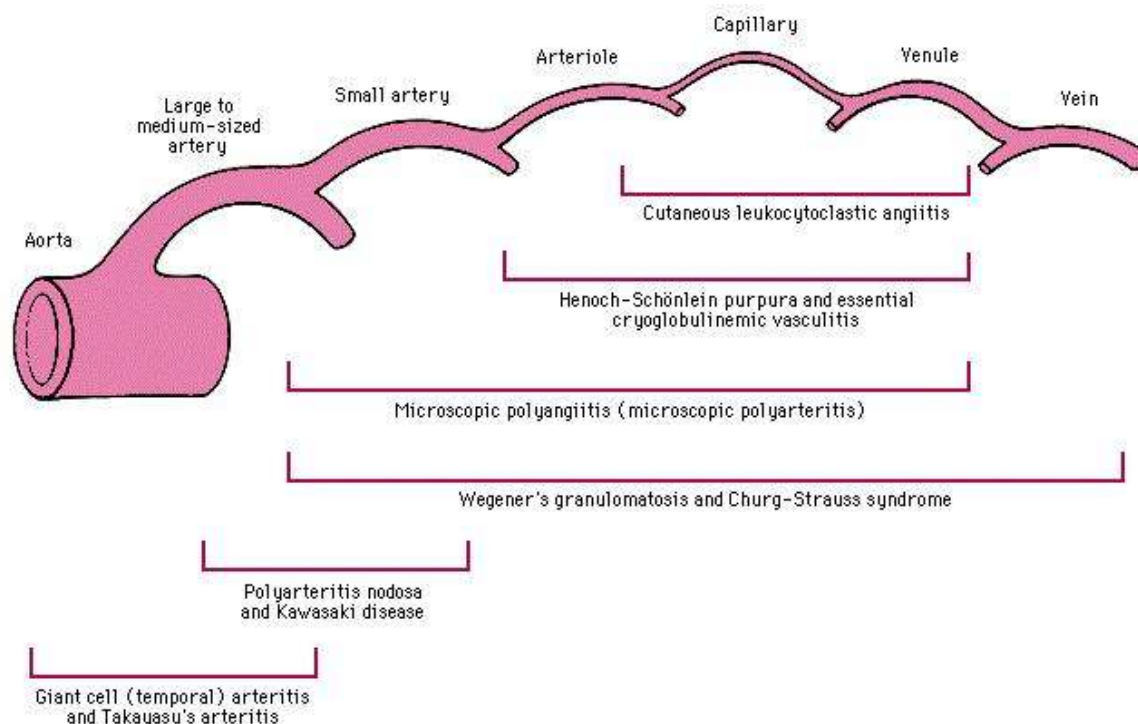 Capillary
Arteriole
Venule
Small artery
Vein
Large to
medium-sized
artery
Aorta
Cutaneous leukocytoclastic angiitis
Henoch-Schönlein purpura and essential
cryoglobulinemic vasculitis
Microscopic polyangiitis (microscopic polyarteritis)
Wegener's granulomatosis and Churg-Strauss syndrome
Polyarteritis nodosa
and Kawasaki disease
Giant cell (temporal) arteritis
and Takayasu's arteritis